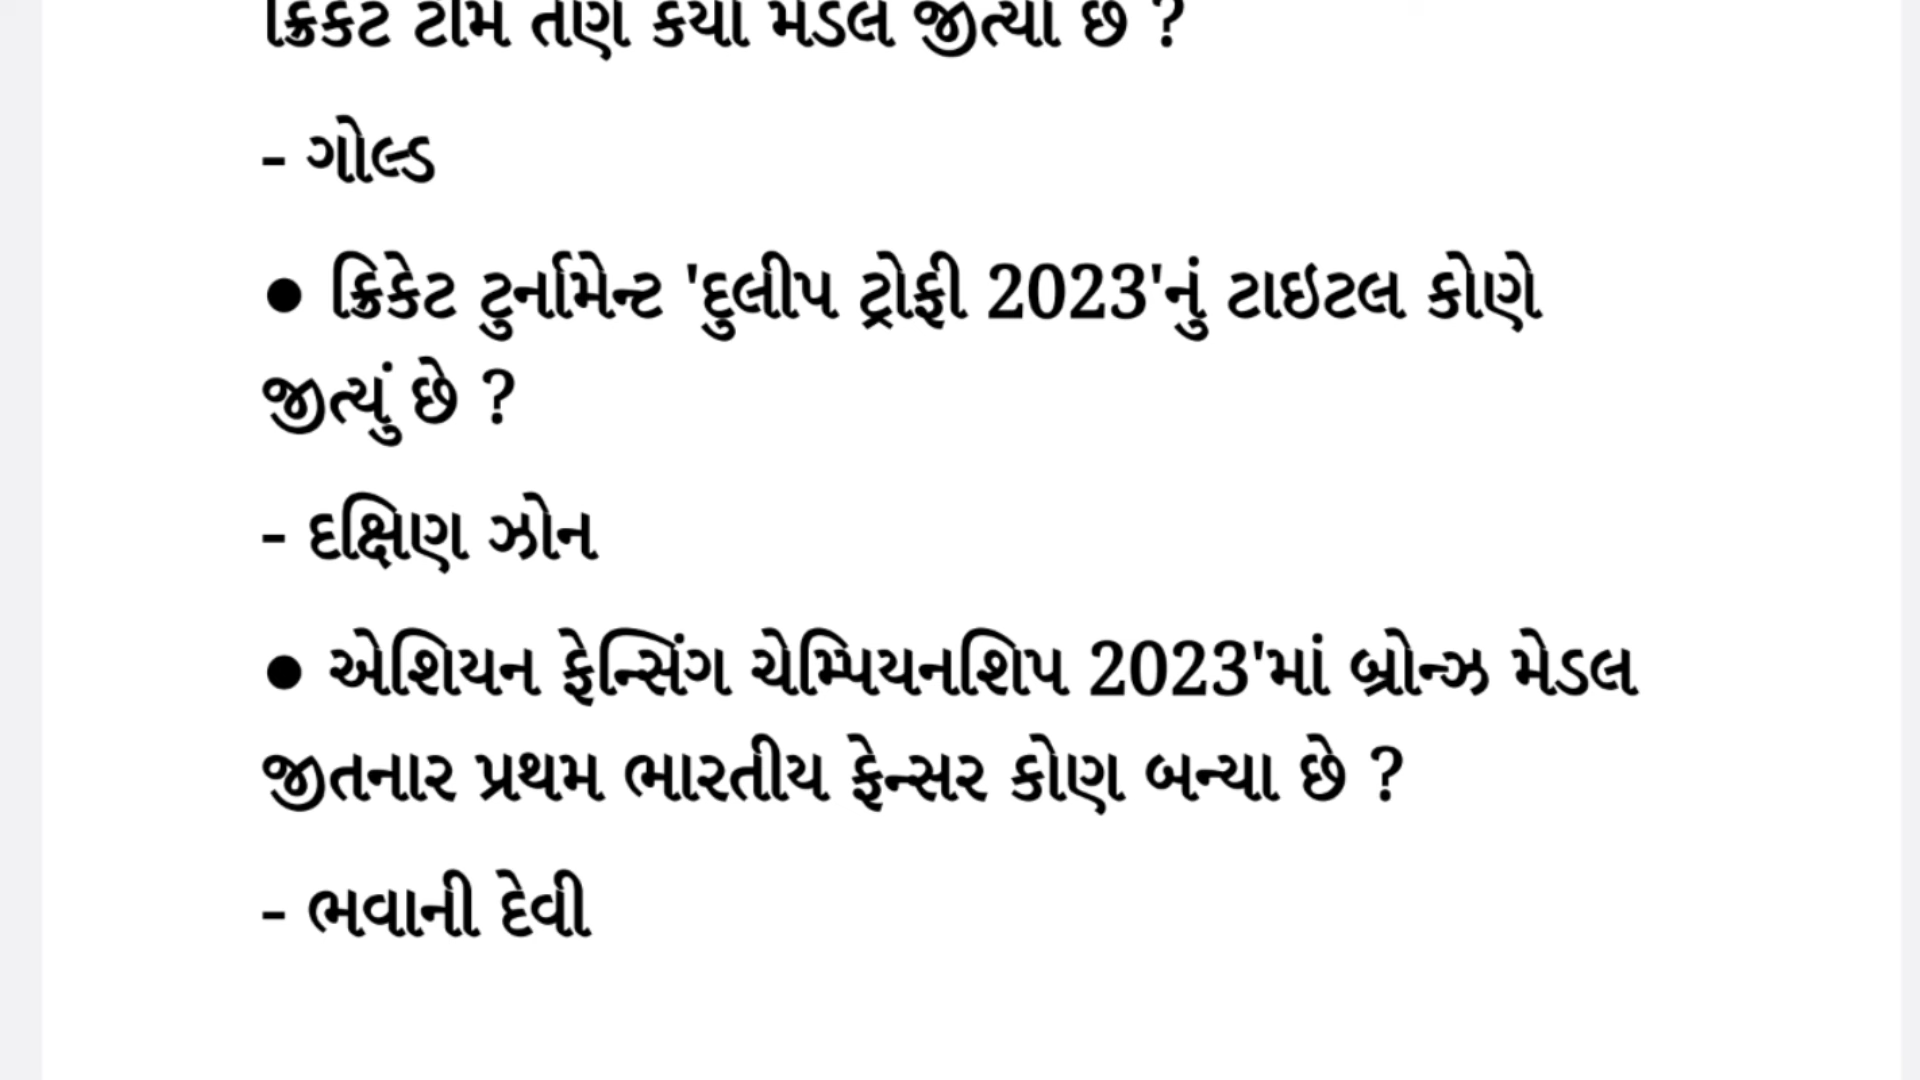 ક્રિકેટ ટીમ તેણે કયો મેડલ જીત્યો છે ?
- ગોલ્ડ
● ક્રિકેટ ટુર્નામેન્ટ 'દુલીપ ટ્રોફી 2023'નું ટાઇટલ કોણે
જીત્યું છે ?
- દક્ષિણ ઝોન
● એશિયન ફેન્સિંગ ચેમ્પિયનશિપ 2023'માં બ્રોન્ઝ મેડલ
જીતનાર પ્રથમ ભારતીય ફેન્સર કોણ બન્યા છે ?
- ભવાની દેવી